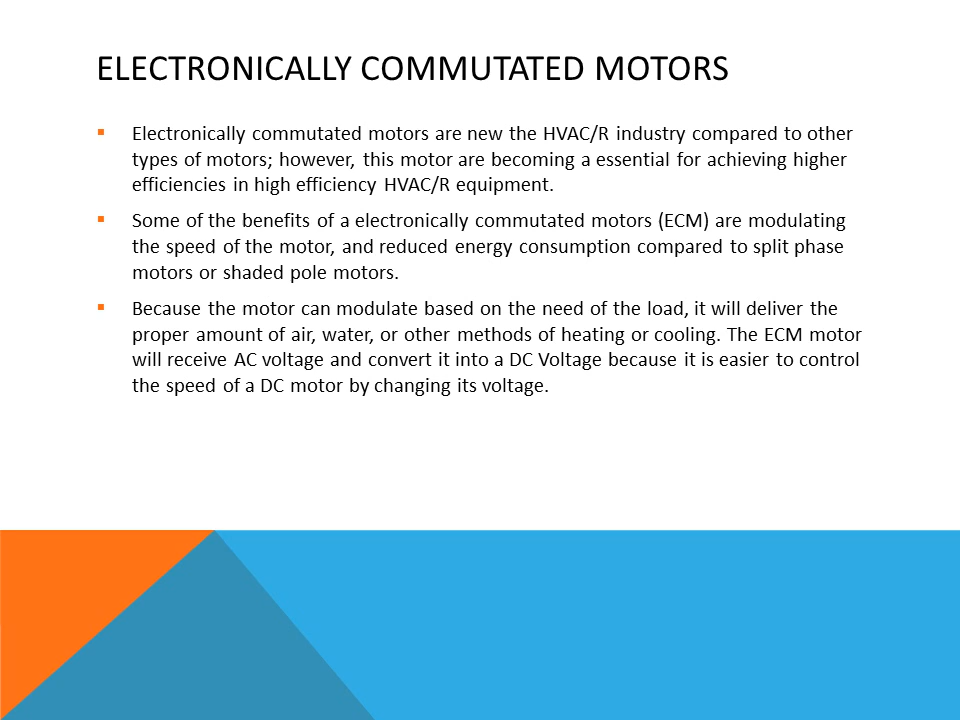 ELECTRONICALLY COMMUTATED MOTORS
▪ Electronically commutated motors are new the HVAC/R industry compared to other
types of motors; however, this motor are becoming a essential for achieving higher
efficiencies in high efficiency HVAC/R equipment.
▪ Some of the benefits of a electronically commutated motors (ECM) are modulating
the speed of the motor, and reduced energy consumption compared to split phase
motors or shaded pole motors.
▪ Because the motor can modulate based on the need of the load, it will deliver the
proper amount of air, water, or other methods of heating or cooling. The ECM motor
will receive AC voltage and convert it into a DC Voltage because it is easier to control
the speed of a DC motor by changing its voltage.